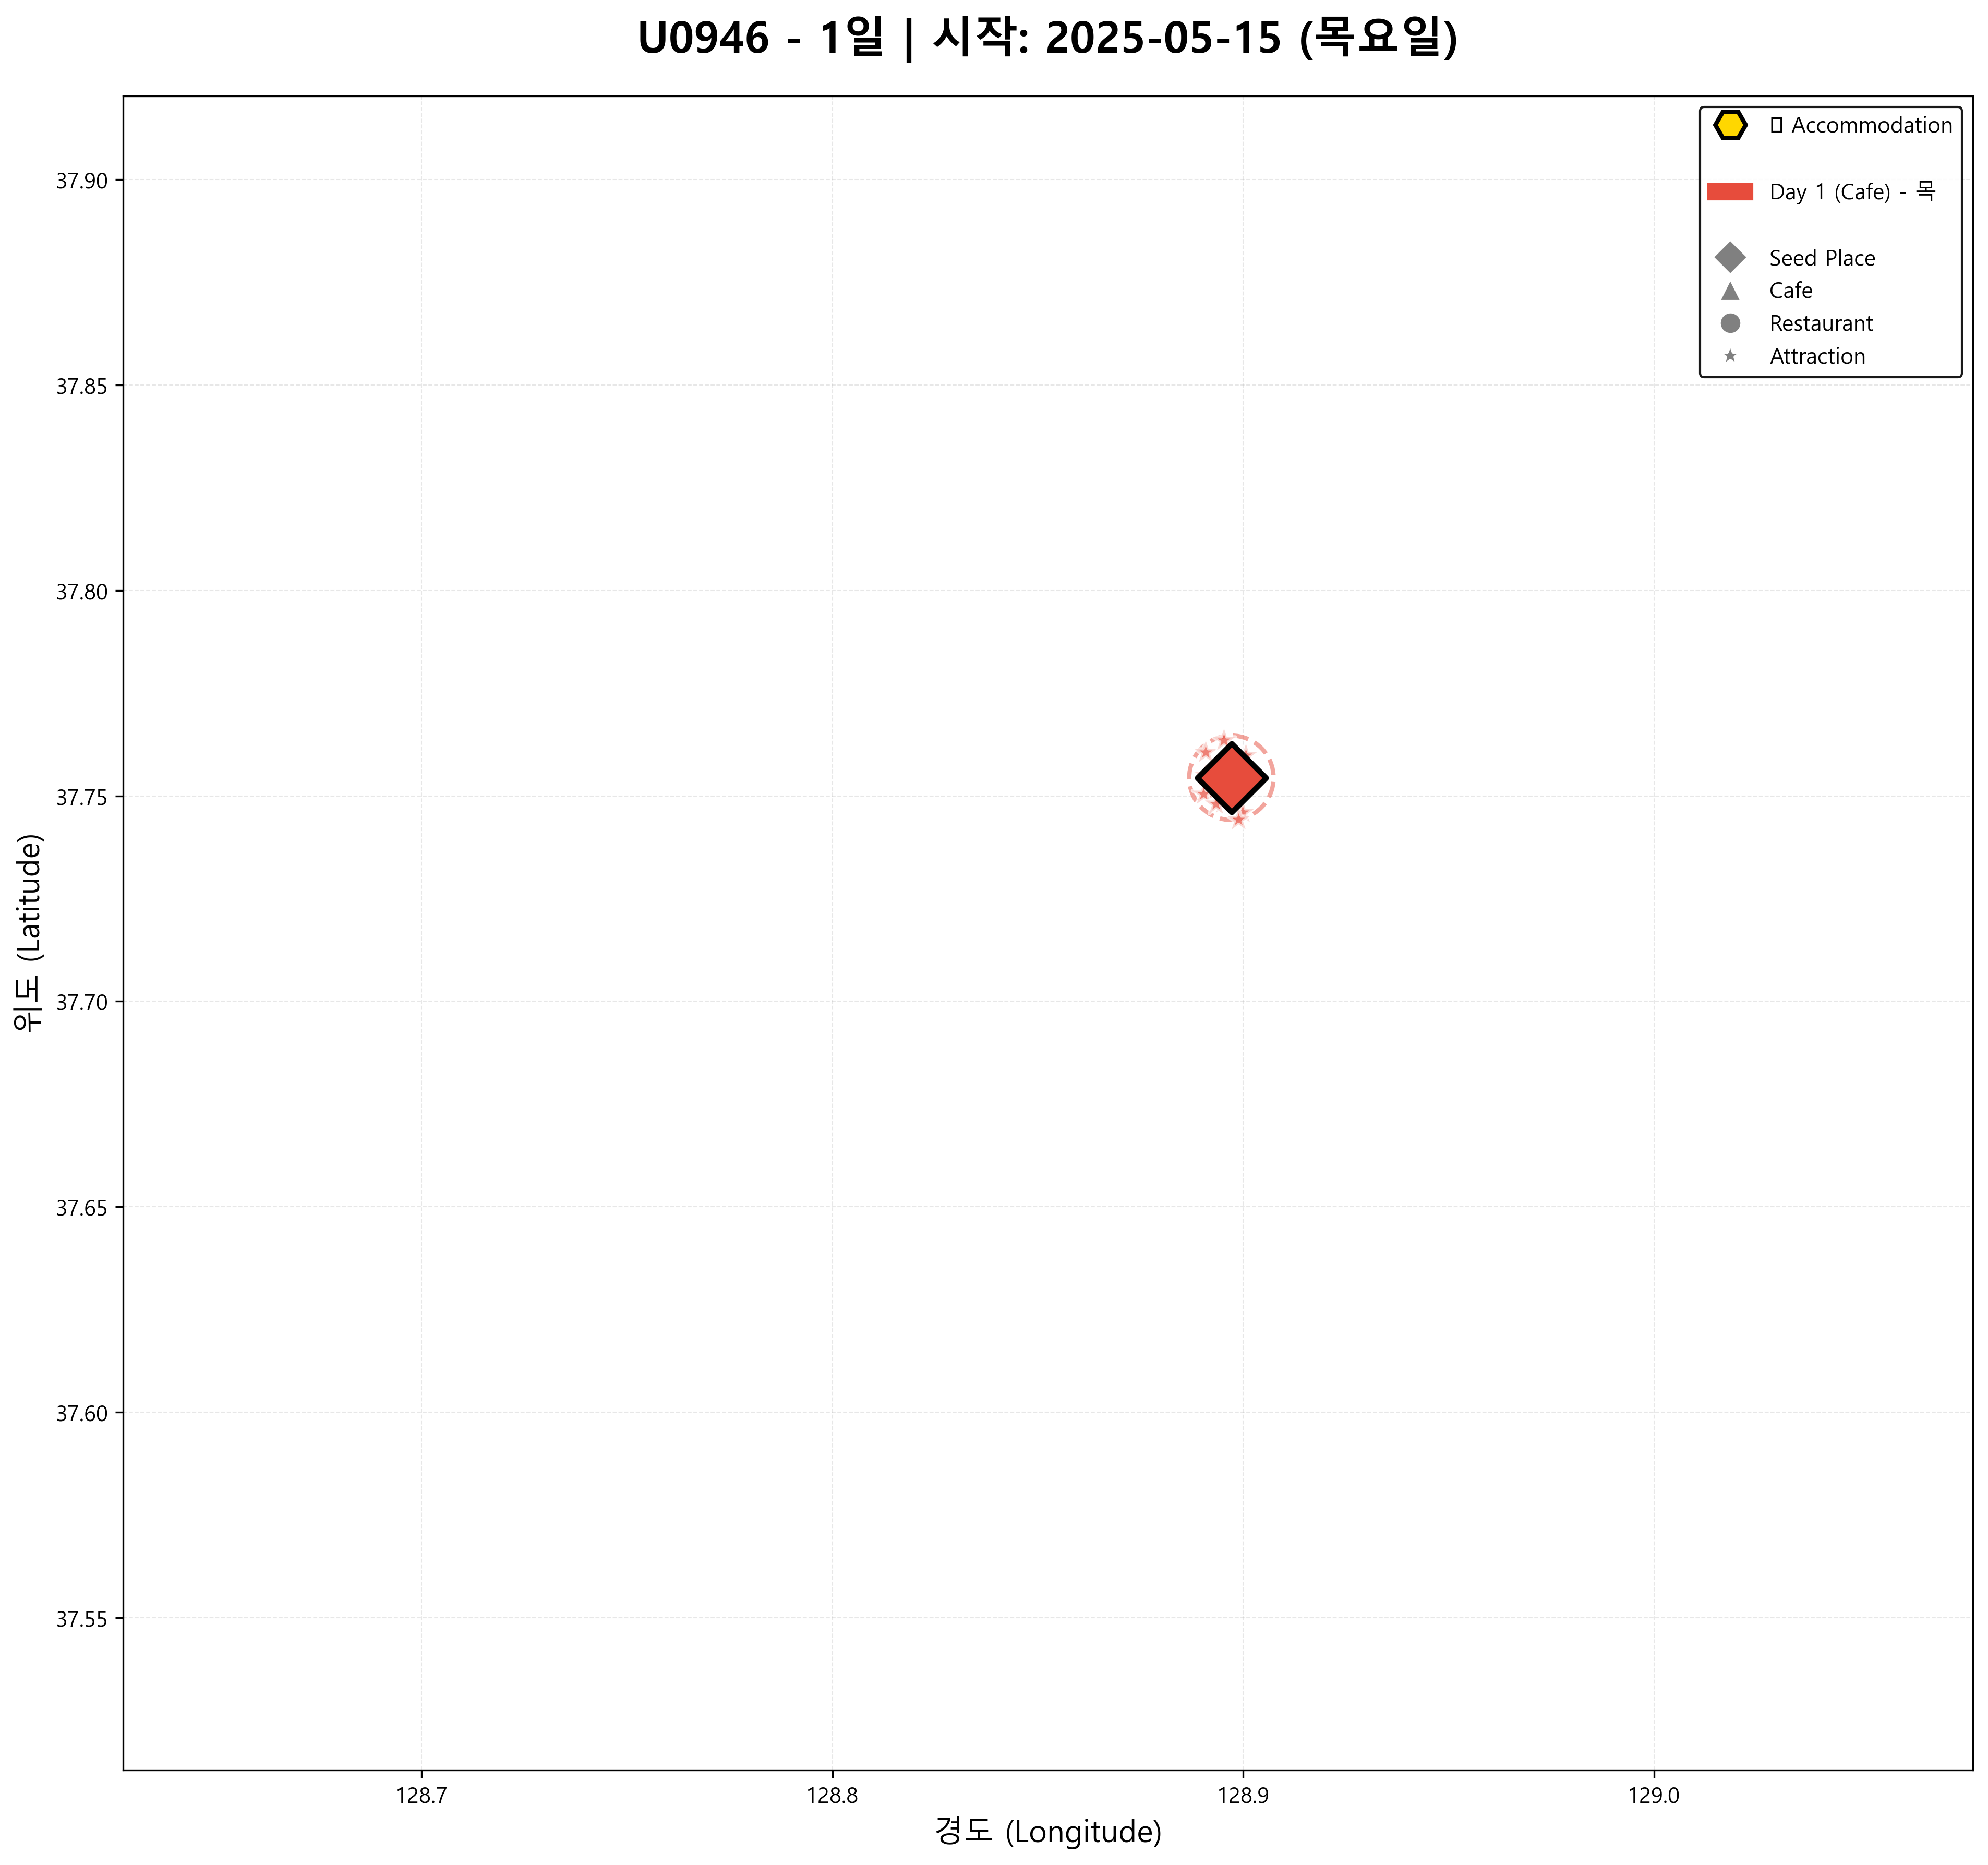 U0946 - 1일 | 시작: 2025-05-15 (목요일)
Accommodation
Day 1 (Cafe) - 목
Seed Place
Cafe
Restaurant
Attraction
37.90
37.85
37.80
37.75
37.70
37.65
37.60
37.55
위도 (Latitude)
128.7
128.8
128.9
129.0
경도 (Longitude)